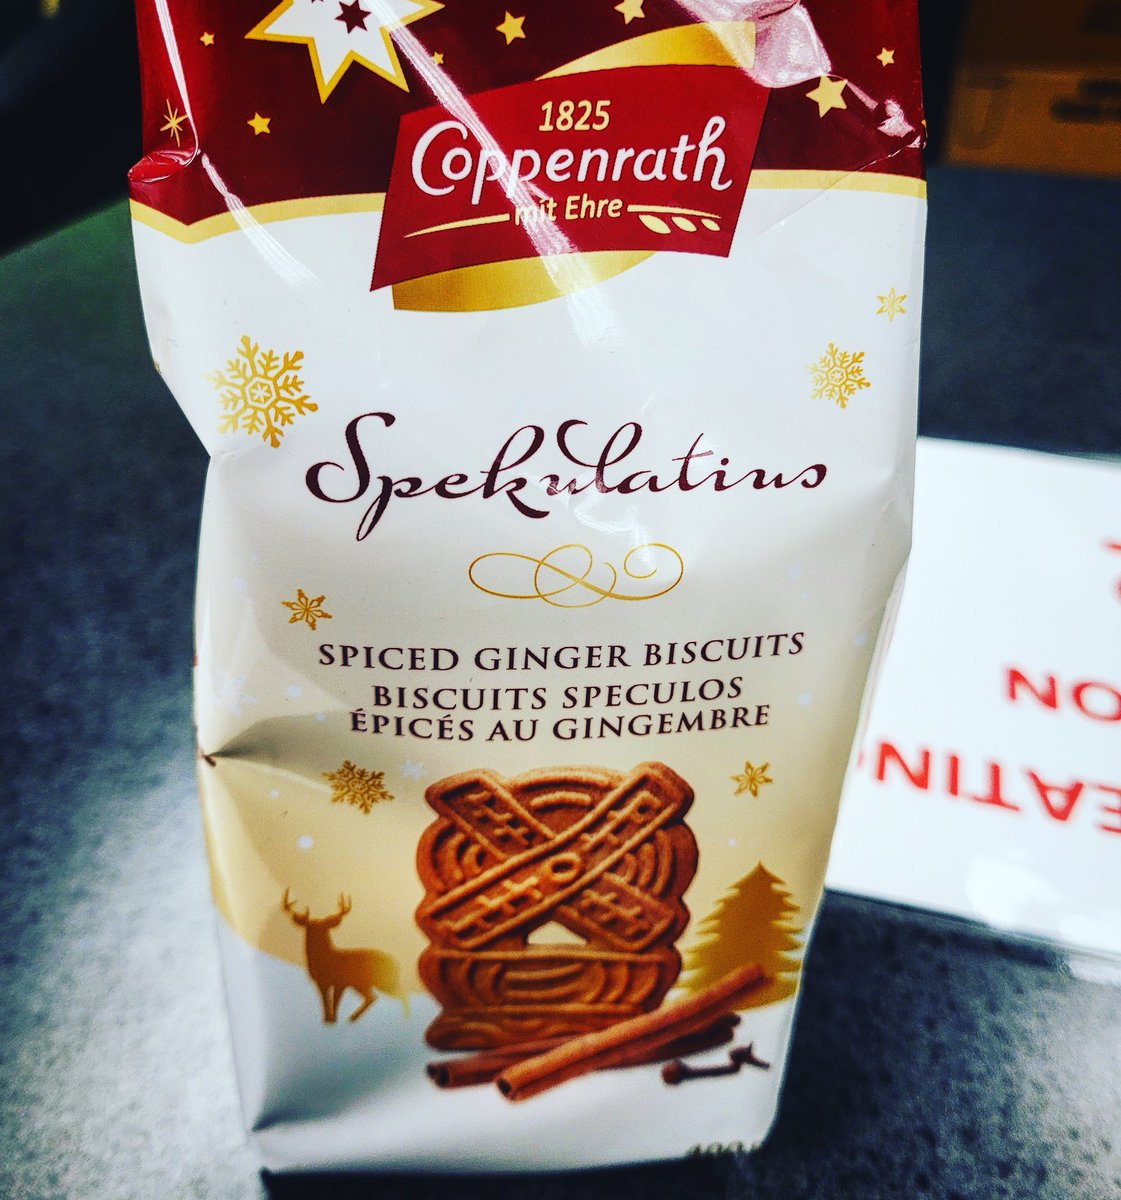 1825
Coppenrath
mit Ehre
Spekulatius
SPICED GINGER BISCUITS
BISCUITS SPECULOS
ÉPICÉS AU GINGEMBRE